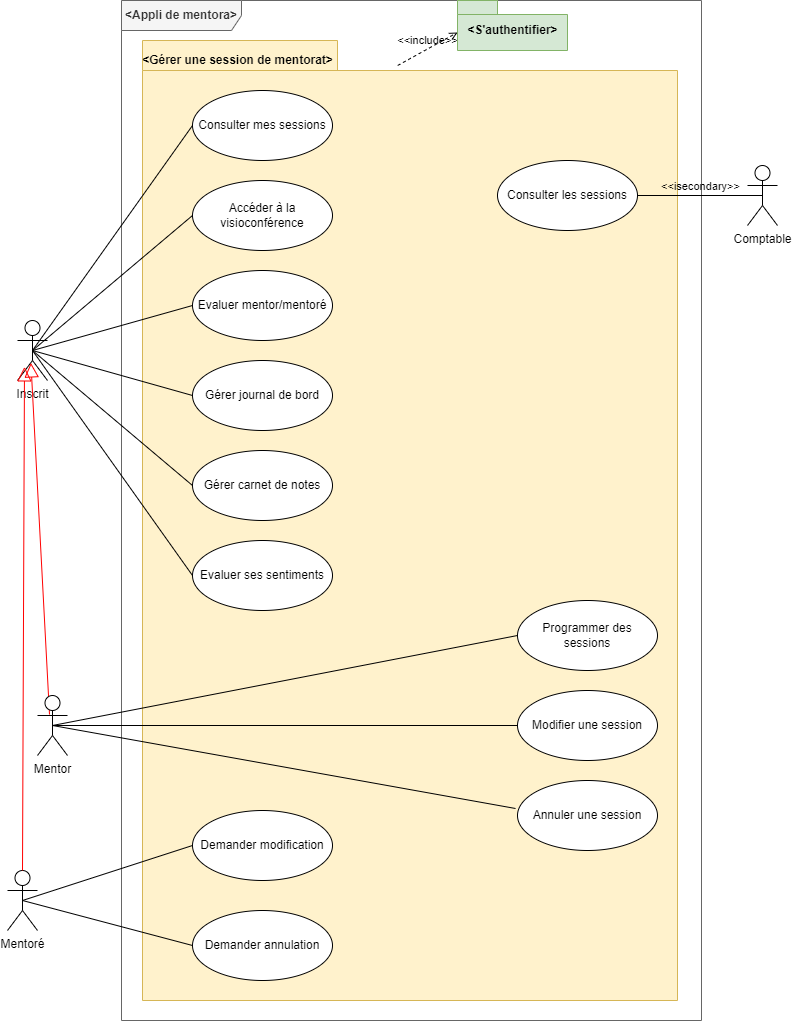 <Appli de mentora>
<S'authentifier>
<<include>>
<Gérer une session de mentorat>
Consulter mes sessions
Accéder à la
visioconférence
Consulter les sessions
<<isecondary>>
Comptable
Evaluer mentor/mentoré
Inscrit
Gérer journal de bord
Gérer carnet de notes
Evaluer ses sentiments
Programmer des
sessions
Modifier une session
Mentor
Annuler une session
Demander modification
Mentoré
Demander annulation